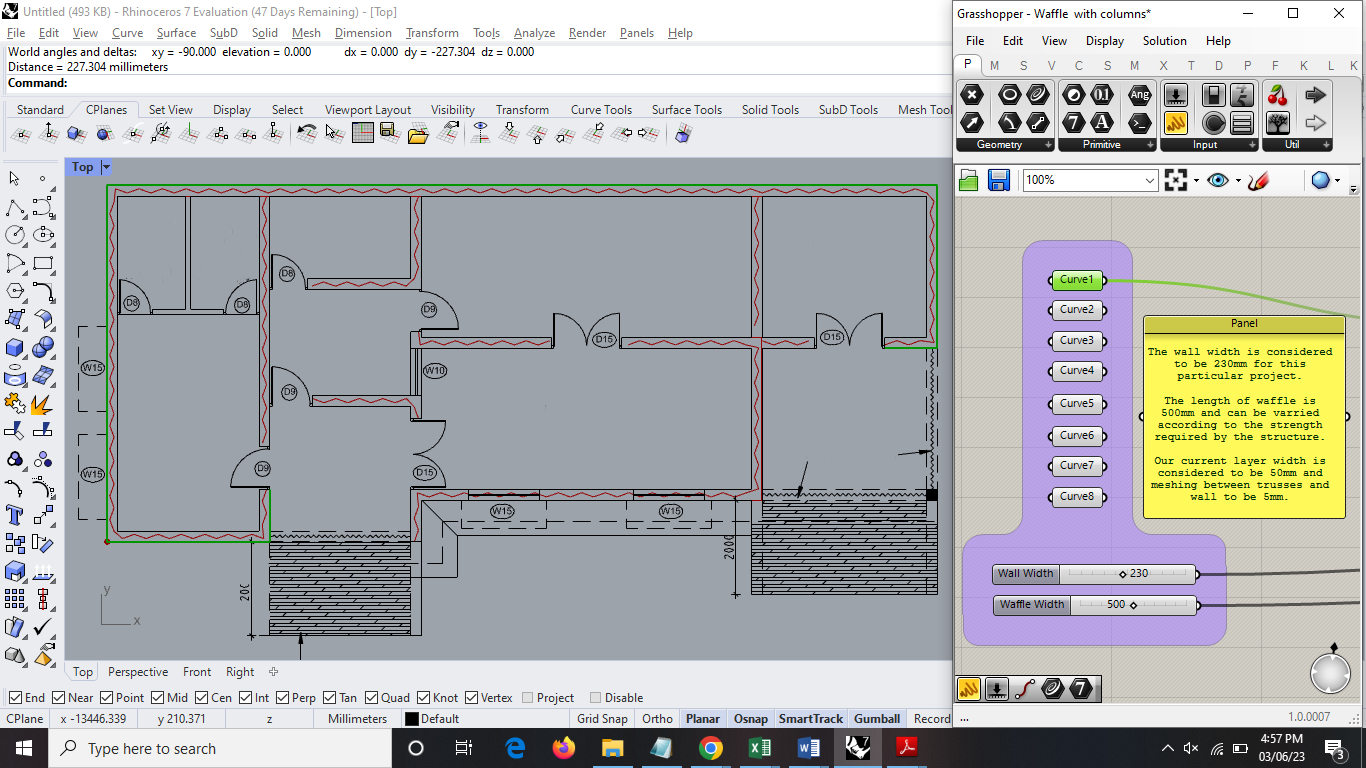 Untitled (493 KB) - Rhinoceros 7 Evaluation (47 Days Remaining) - [Top]
File Edit View Curve Surface SubD Solid Mesh Dimension Transform Tools Analyze Render Panels Help
World angles and deltas: xy = -90.000 elevation = 0.000 dx = 0.000 dy = -227.304 dz = 0.000
Distance = 227.304 millimeters
Command:
Standard CPlanes Set View Display Select Viewport Layout Visibility Transform Curve Tools Surface Tools Solid Tools SubD Tools Mesh Tool
Top
D8
D8
D8
D9
D15
D15
W15
W10
D9
W15
D9
D15
W15
W15
200
2000
y
x
Top Perspective Front Right
End Near Point Mid Cen Int Perp Tan Quad Knot Vertex Project Disable
CPlane x -13446.339 y 210.371 z Millimeters Default Grid Snap Ortho Planar Osnap SmartTrack Gumball Record
Grasshopper - Waffle with columns*
File Edit View Display Solution Help
P M S V C S M X T D P F K L K
0.1 Ang
7 A
Geometry Primitive Input Util
100%
Curve1
Curve2
Curve3
Curve4
Curve5
Curve6
Curve7
Curve8
Panel
The wall width is considered
to be 230mm for this
particular project.
The length of waffle is
500mm and can be varried
according to the strength
required by the structure.
Our current layer width is
considered to be 50mm and
meshing between trusses and
wall to be 5mm.
Wall Width 230
Waffle Width 500
7
... 1.0.0007
Type here to search
4:57 PM
03/06/23
3